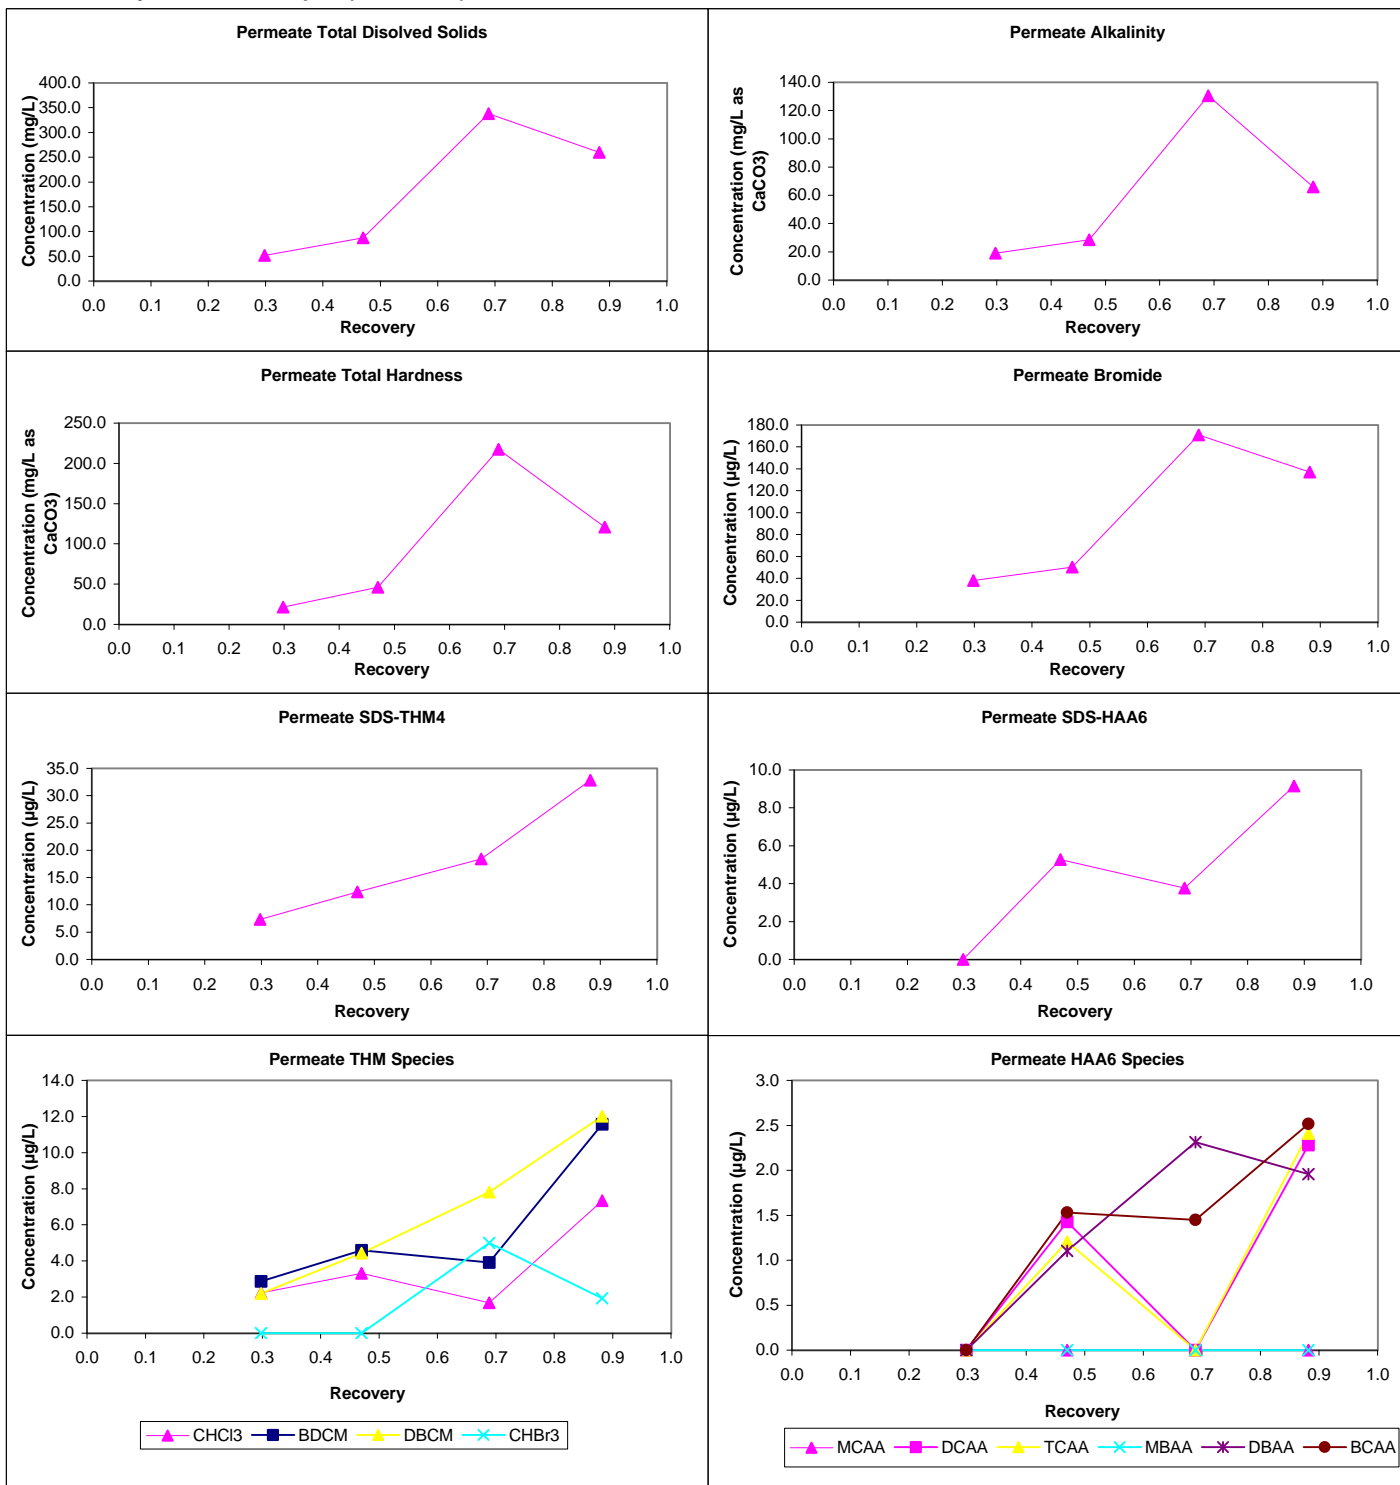 Permeate Total Disolved Solids
Concentration (mg/L)
400.0
350.0
300.0
250.0
200.0
150.0
100.0
50.0
0.0
0.0 0.1 0.2 0.3 0.4 0.5 0.6 0.7 0.8 0.9 1.0
Recovery
Permeate Alkalinity
Concentration (mg/L as
CaCO3)
140.0
120.0
100.0
80.0
60.0
40.0
20.0
0.0
0.0 0.1 0.2 0.3 0.4 0.5 0.6 0.7 0.8 0.9 1.0
Recovery
Permeate Total Hardness
Concentration (mg/L as
CaCO3)
250.0
200.0
150.0
100.0
50.0
0.0
0.0 0.1 0.2 0.3 0.4 0.5 0.6 0.7 0.8 0.9 1.0
Recovery
Permeate Bromide
Concentration (µg/L)
180.0
160.0
140.0
120.0
100.0
80.0
60.0
40.0
20.0
0.0
0.0 0.1 0.2 0.3 0.4 0.5 0.6 0.7 0.8 0.9 1.0
Recovery
Permeate SDS-THM4
Concentration (µg/L)
35.0
30.0
25.0
20.0
15.0
10.0
5.0
0.0
0.0 0.1 0.2 0.3 0.4 0.5 0.6 0.7 0.8 0.9 1.0
Recovery
Permeate SDS-HAA6
Concentration (µg/L)
10.0
8.0
6.0
4.0
2.0
0.0
0.0 0.1 0.2 0.3 0.4 0.5 0.6 0.7 0.8 0.9 1.0
Recovery
Permeate THM Species
Concentration (µg/L)
14.0
12.0
10.0
8.0
6.0
4.0
2.0
0.0
0.0 0.1 0.2 0.3 0.4 0.5 0.6 0.7 0.8 0.9 1.0
Recovery
CHCl3 BDCM DBCM CHBr3
Permeate HAA6 Species
Concentration (µg/L)
3.0
2.5
2.0
1.5
1.0
0.5
0.0
0.0 0.1 0.2 0.3 0.4 0.5 0.6 0.7 0.8 0.9 1.0
Recovery
MCAA DCAA TCAA MBAA DBAA BCAA